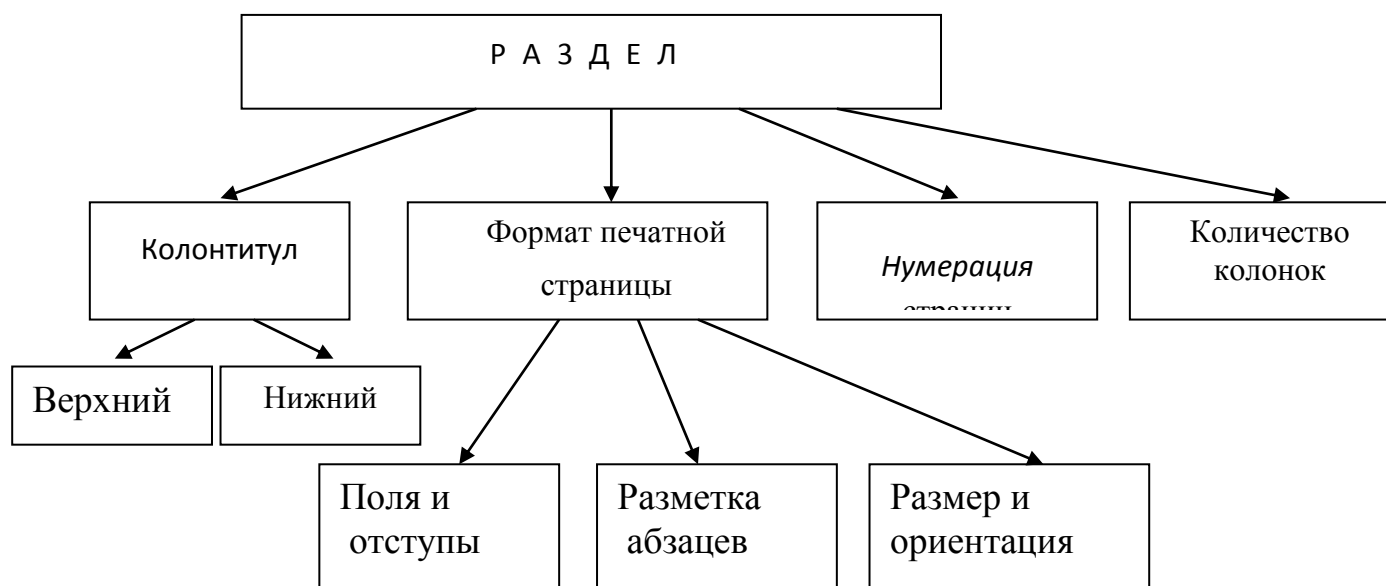 Р А З Д Е Л
Колонтитул
Формат печатной
страницы
Нумерация
Количество
колонок
Верхний
Нижний
Поля и
отступы
Разметка
абзацев
Размер и
ориентация